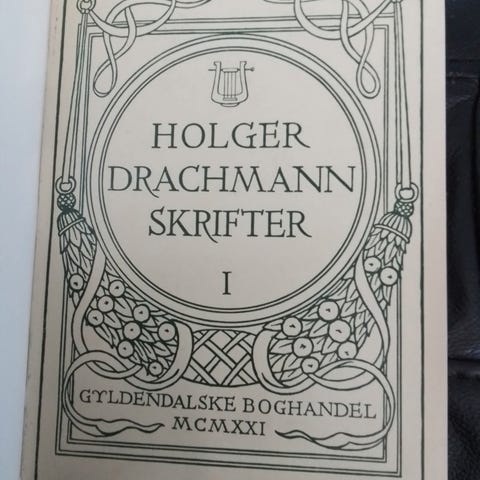 HOLGER
DRACHMANN
SKRIFTER
I
GYLDENDALSKE BOGHANDEL
MCMXXI